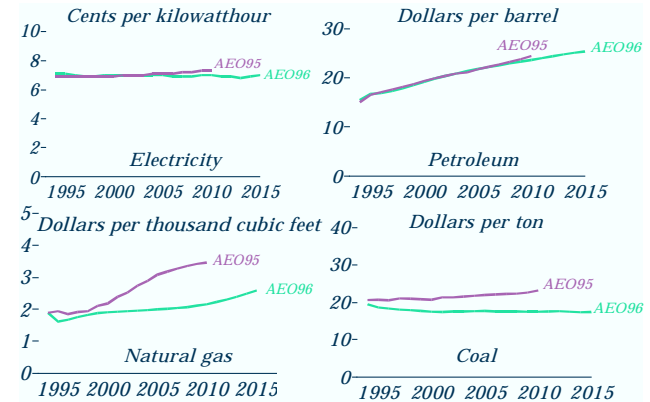 Cents per kilowatthour
10
8
6
4
2
0
AEO95
AEO96
Electricity
1995 2000 2005 2010 2015
Dollars per barrel
30
20
10
0
AEO95
AEO96
Petroleum
1995 2000 2005 2010 2015
Dollars per thousand cubic feet
5
4
3
2
1
0
AEO95
AEO96
Natural gas
1995 2000 2005 2010 2015
Dollars per ton
40
30
20
10
0
AEO95
AEO96
Coal
1995 2000 2005 2010 2015